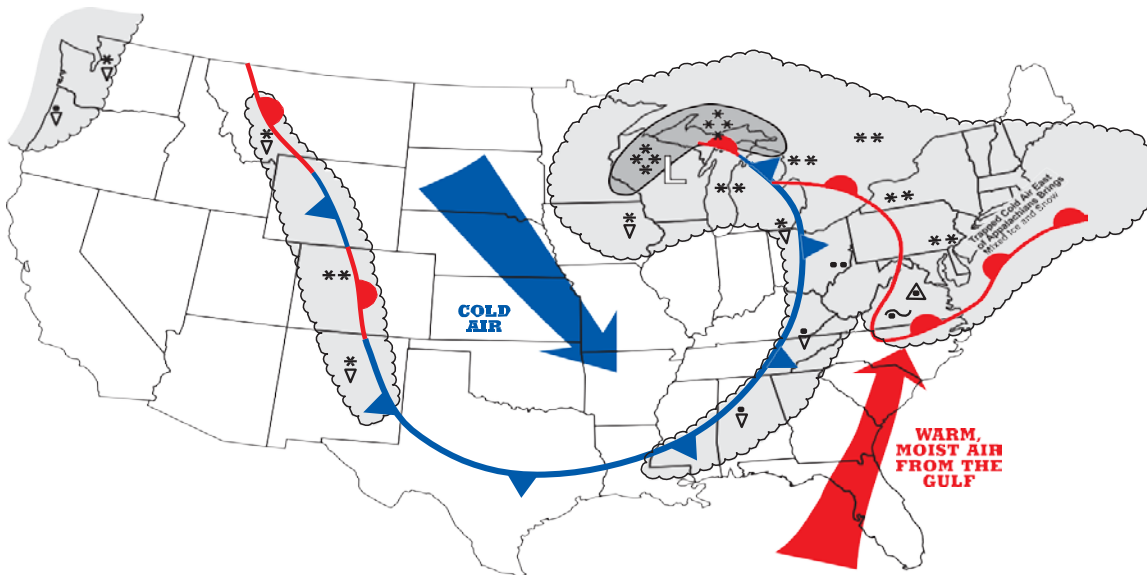 L
Trapped Cold Air East
of Appalachians Brings
Mixed Ice and Snow
COLD
AIR
WARM,
MOIST AIR
FROM THE
GULF